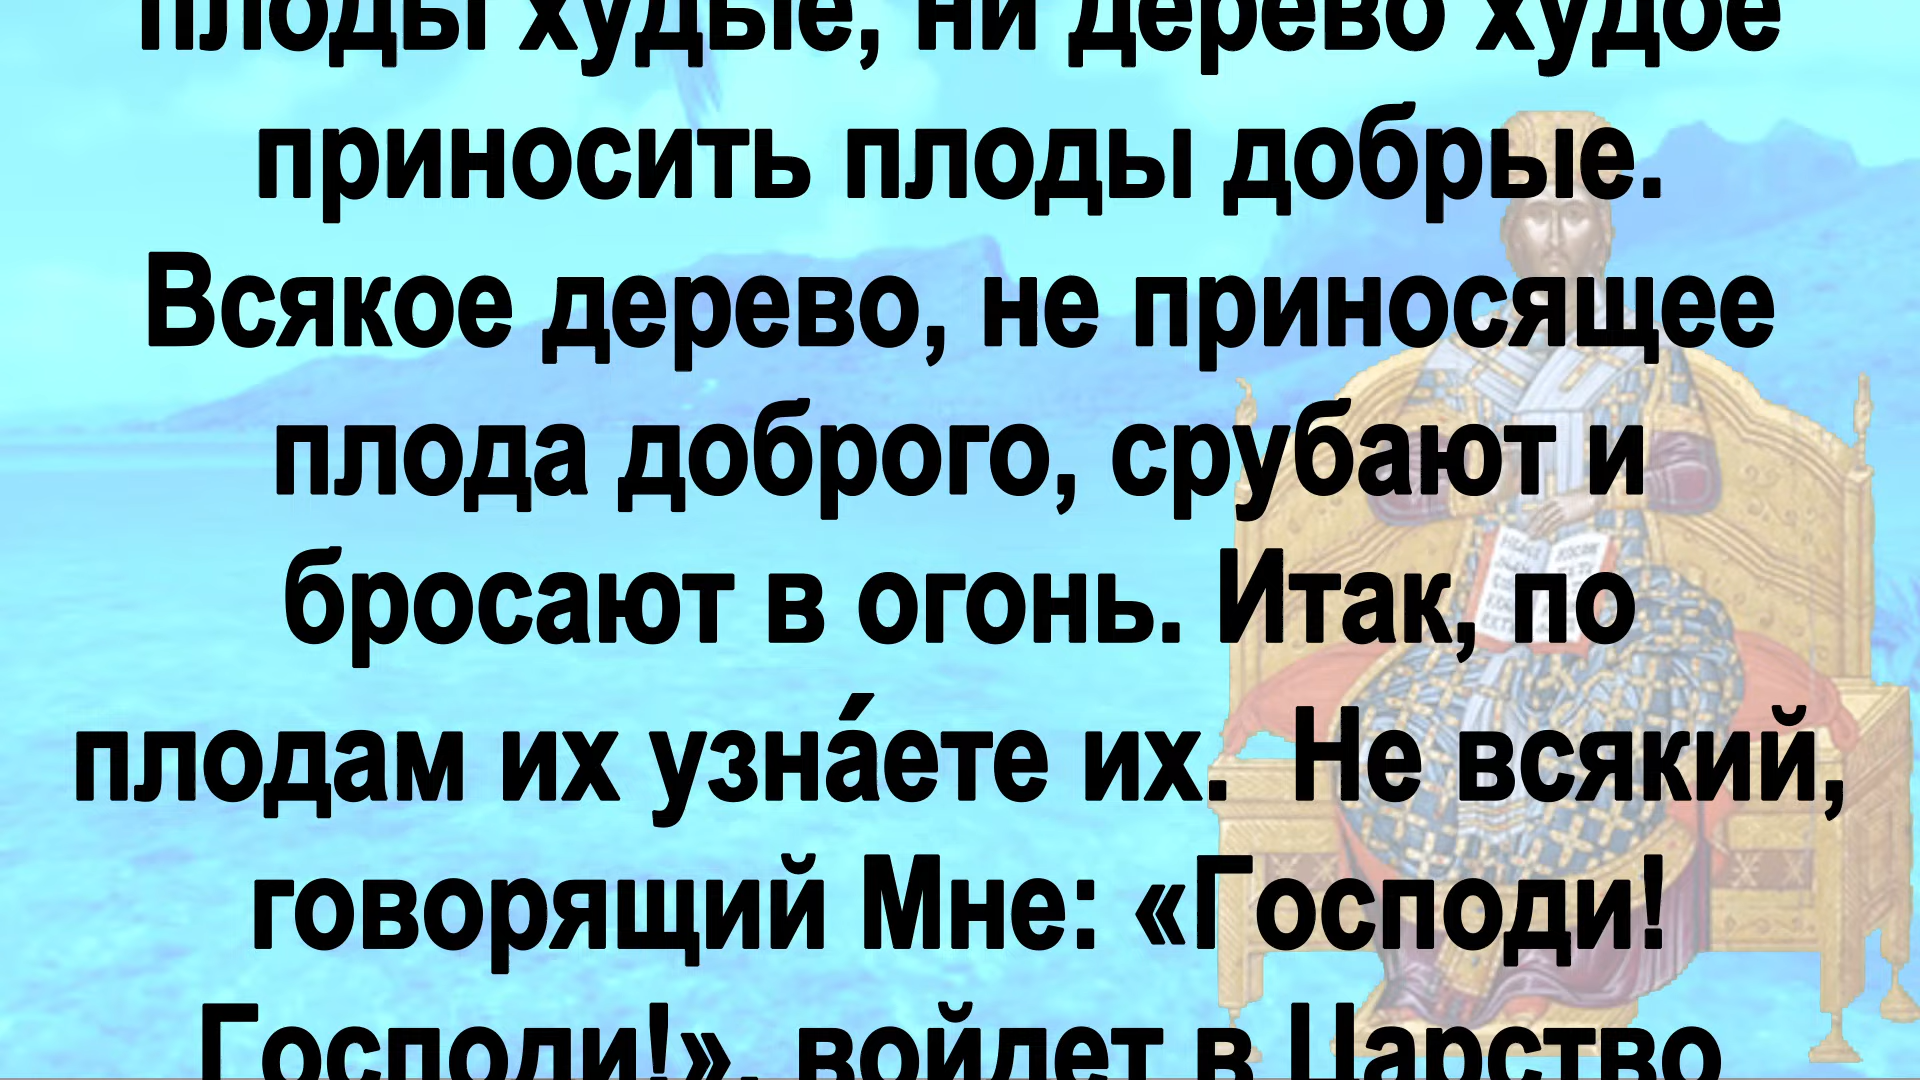 плоды худые, ни дерево худое
приносить плоды добрые.
Всякое дерево, не приносящее
плода доброго, срубают и
бросают в огонь. Итак, по
плодам их узна́ете их. Не всякий,
говорящий Мне: «Господи!
Господи!», войдет в Царство